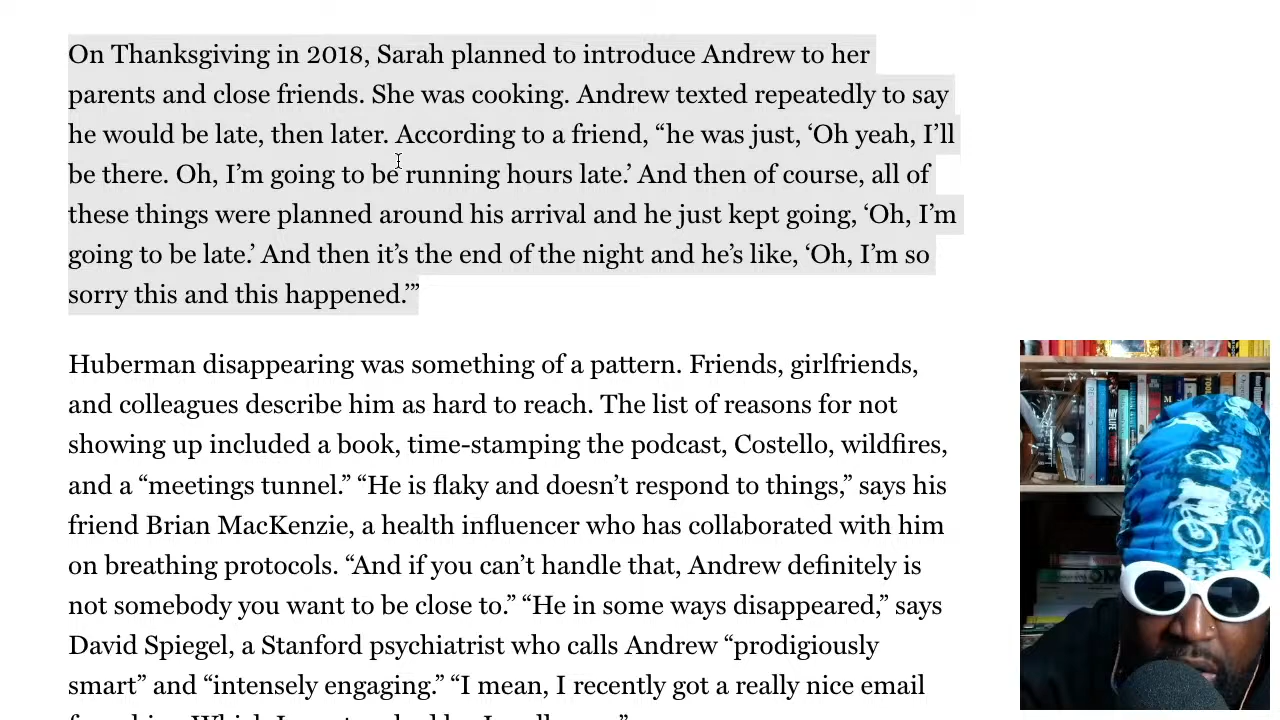 On Thanksgiving in 2018, Sarah planned to introduce Andrew to her
parents and close friends. She was cooking. Andrew texted repeatedly to say
he would be late, then later. According to a friend, “he was just, ‘Oh yeah, I’ll
be there. Oh, I’m going to be running hours late.’ And then of course, all of
these things were planned around his arrival and he just kept going, ‘Oh, I’m
going to be late.’ And then it’s the end of the night and he’s like, ‘Oh, I’m so
sorry this and this happened.’”
Huberman disappearing was something of a pattern. Friends, girlfriends,
and colleagues describe him as hard to reach. The list of reasons for not
showing up included a book, time-stamping the podcast, Costello, wildfires,
and a “meetings tunnel.” “He is flaky and doesn’t respond to things,” says his
friend Brian MacKenzie, a health influencer who has collaborated with him
on breathing protocols. “And if you can’t handle that, Andrew definitely is
not somebody you want to be close to.” “He in some ways disappeared,” says
David Spiegel, a Stanford psychiatrist who calls Andrew “prodigiously
smart” and “intensely engaging.” “I mean, I recently got a really nice email